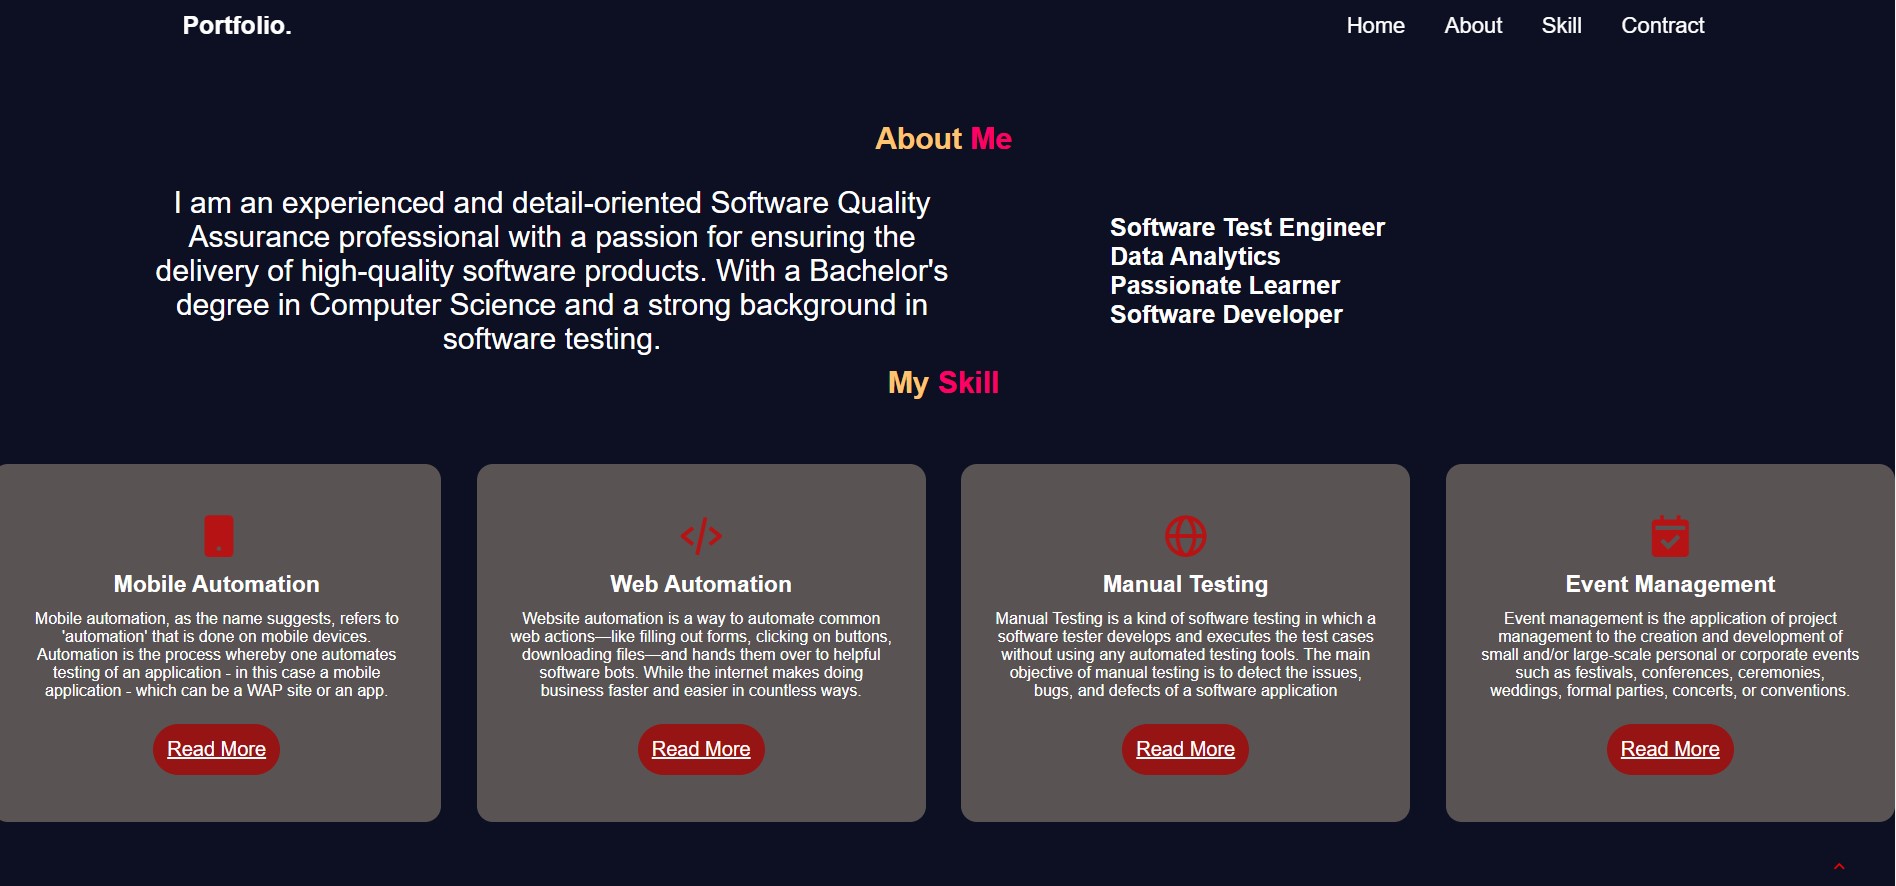 Portfolio.
Home About Skill Contract
About Me
I am an experienced and detail-oriented Software Quality
Assurance professional with a passion for ensuring the
delivery of high-quality software products. With a Bachelor's
degree in Computer Science and a strong background in
software testing.
Software Test Engineer
Data Analytics
Passionate Learner
Software Developer
My Skill
Mobile Automation
Mobile automation, as the name suggests, refers to
'automation' that is done on mobile devices.
Automation is the process whereby one automates
testing of an application - in this case a mobile
application - which can be a WAP site or an app.
Read More
Web Automation
Website automation is a way to automate common
web actions—like filling out forms, clicking on buttons,
downloading files—and hands them over to helpful
software bots. While the internet makes doing
business faster and easier in countless ways.
Read More
Manual Testing
Manual Testing is a kind of software testing in which a
software tester develops and executes the test cases
without using any automated testing tools. The main
objective of manual testing is to detect the issues,
bugs, and defects of a software application
Read More
Event Management
Event management is the application of project
management to the creation and development of
small and/or large-scale personal or corporate events
such as festivals, conferences, ceremonies,
weddings, formal parties, concerts, or conventions.
Read More